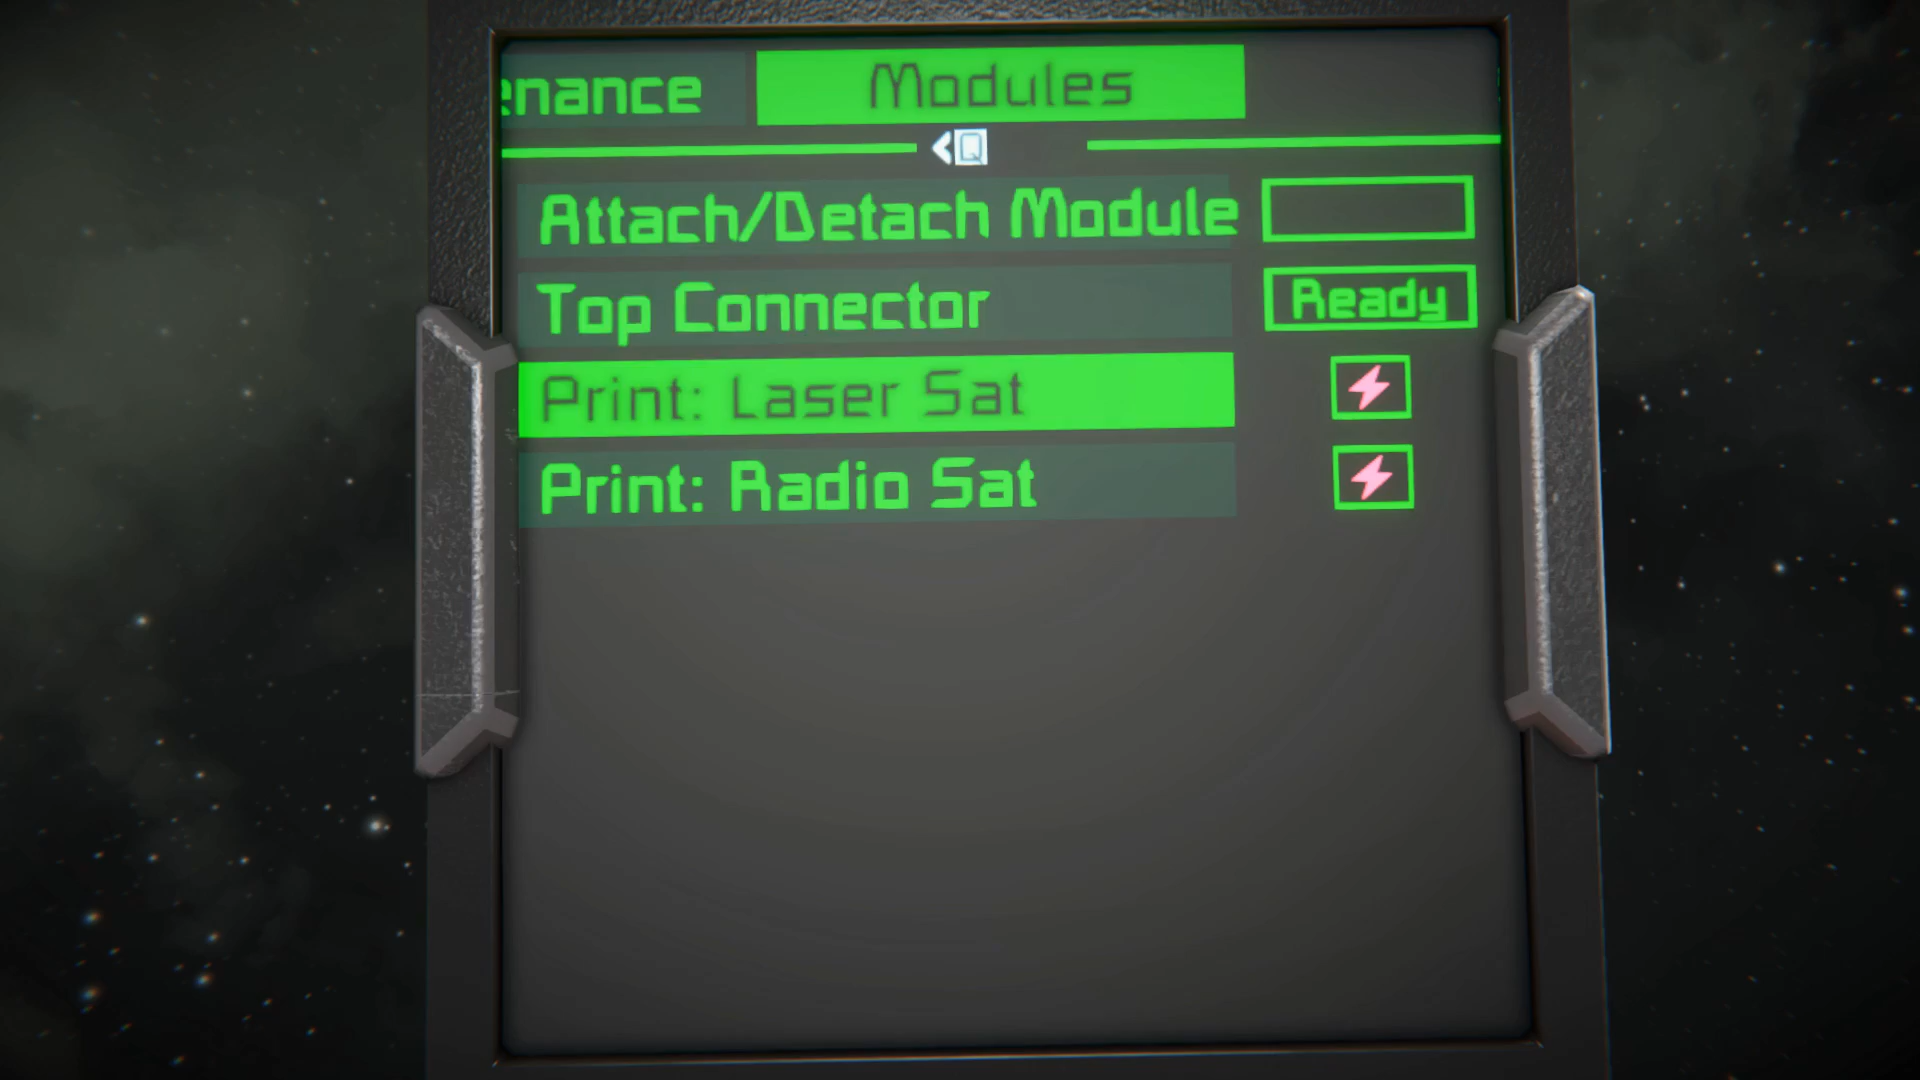 enance
Modules
Q
Attach/Detach Module
Top Connector
Ready
Print: Laser Sat
Print: Radio Sat